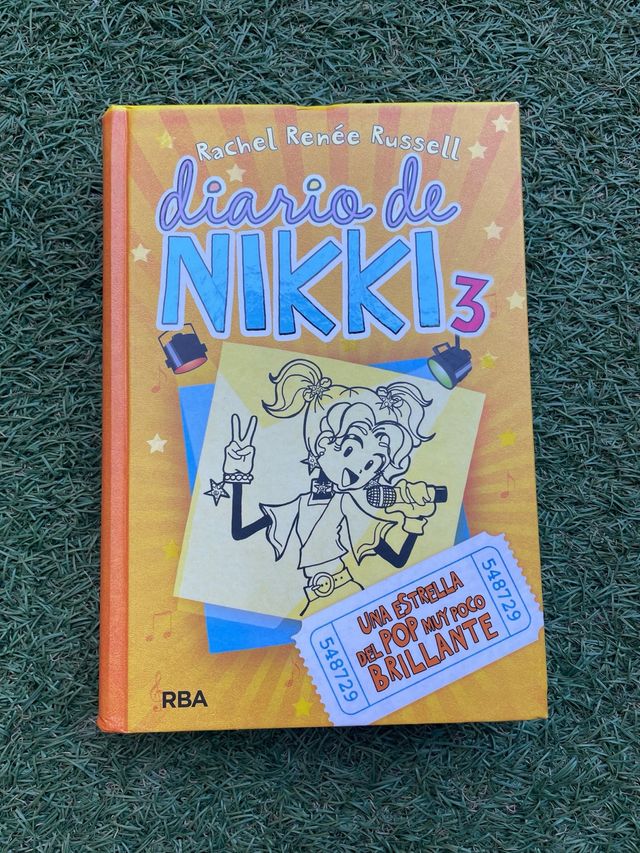 Rachel Renée Russell
diario de
NIKKI 3
548729
UNA ESTRELLA
DEL POP MUY POCO
BRILLANTE
548729
RBA